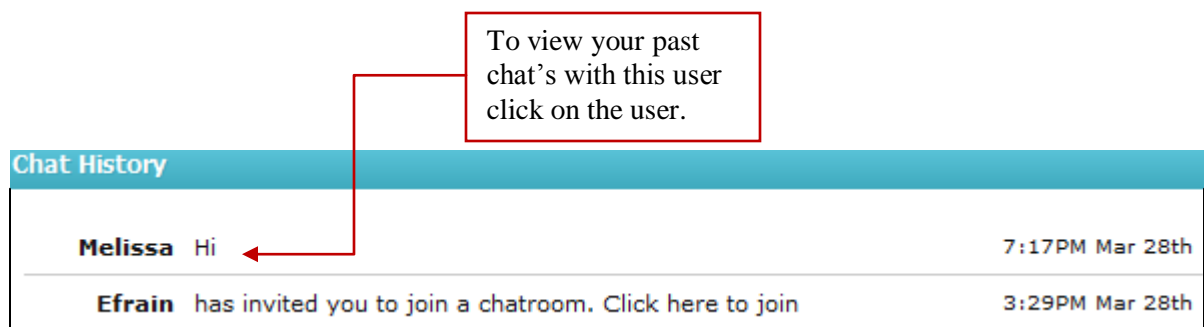 To view your past
chat’s with this user
click on the user.
Chat History
Melissa Hi 7:17PM Mar 28th
Efrain has invited you to join a chatroom. Click here to join 3:29PM Mar 28th